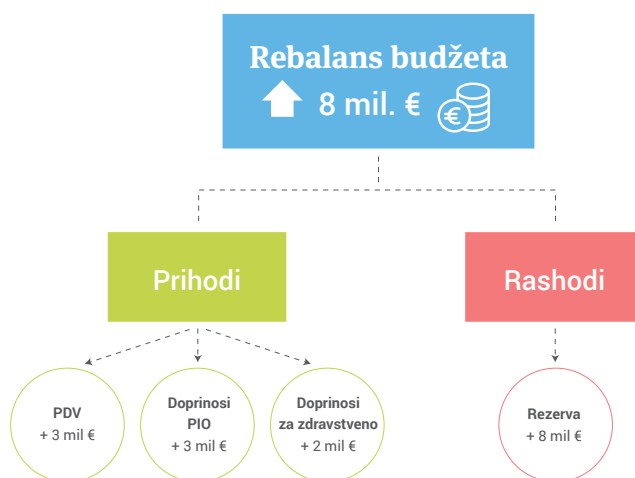 Rebalans budžeta
8 mil. €
€
Prihodi
Rashodi
PDV
+ 3 mil €
Doprinosi
PIO
+ 3 mil €
Doprinosi
za zdravstveno
+ 2 mil €
Rezerva
+ 8 mil €